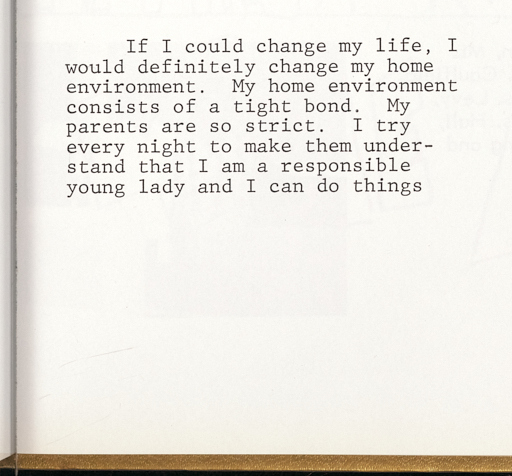 If I could change my life, I
would definitely change my home
environment.  My home environment
consists of a tight bond.  My
parents are so strict.  I try
every night to make them under-
stand that I am a responsible
young lady and I can do things